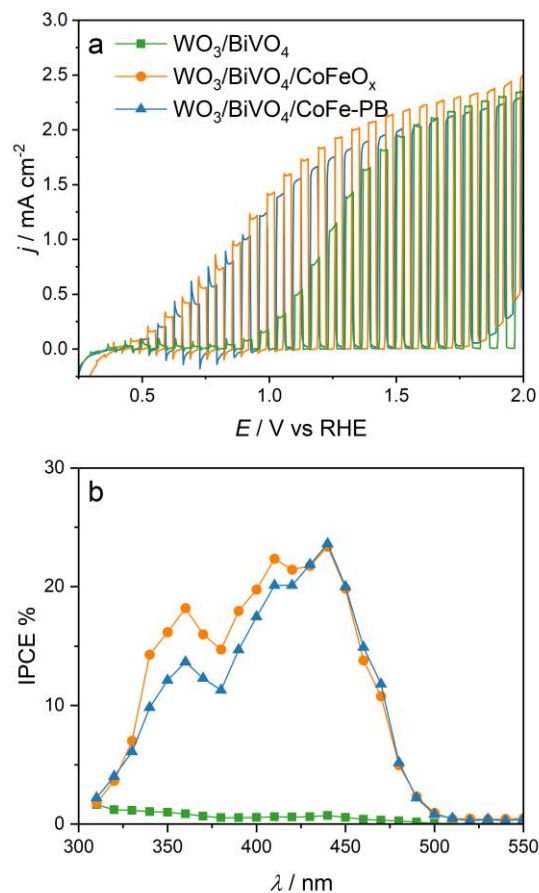 a
WO₃/BiVO₄
WO₃/BiVO₄/CoFeOₓ
WO₃/BiVO₄/CoFe-PB
3.0
2.5
2.0
1.5
1.0
0.5
0.0
j / mA cm⁻²
0.5 1.0 1.5 2.0
E / V vs RHE
b
30
20
10
0
IPCE %
300 350 400 450 500 550
λ / nm